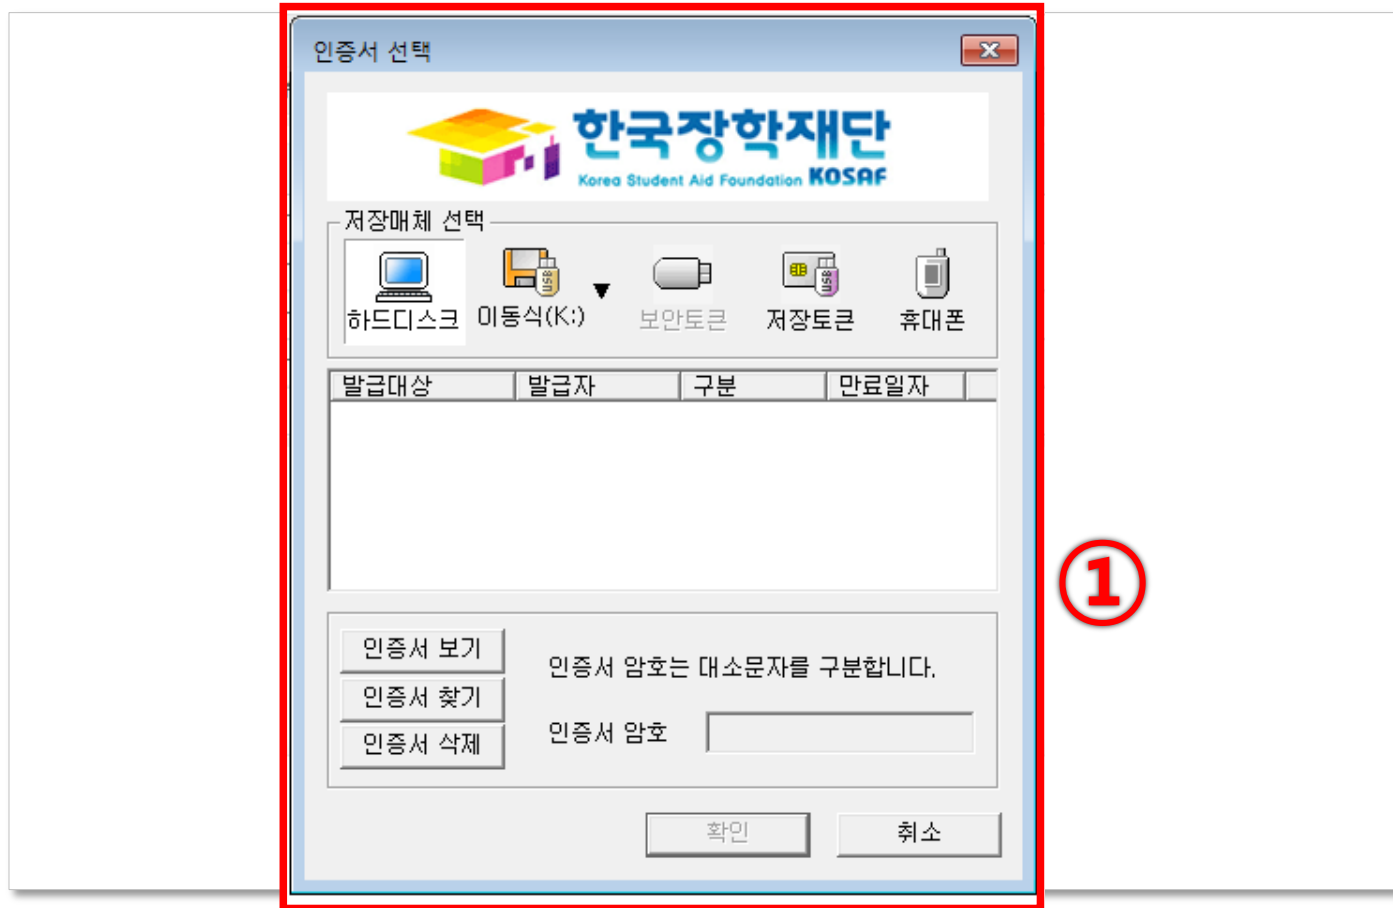 인증서 선택
한국장학재단
Korea Student Aid Foundation KOSAF
저장매체 선택
하드디스크 이동식(K:) ▼ 보안토큰 저장토큰 휴대폰
USB USB
발급대상 발급자 구분 만료일자
①
인증서 보기
인증서 찾기
인증서 삭제
인증서 암호는 대소문자를 구분합니다.
인증서 암호
확인 취소